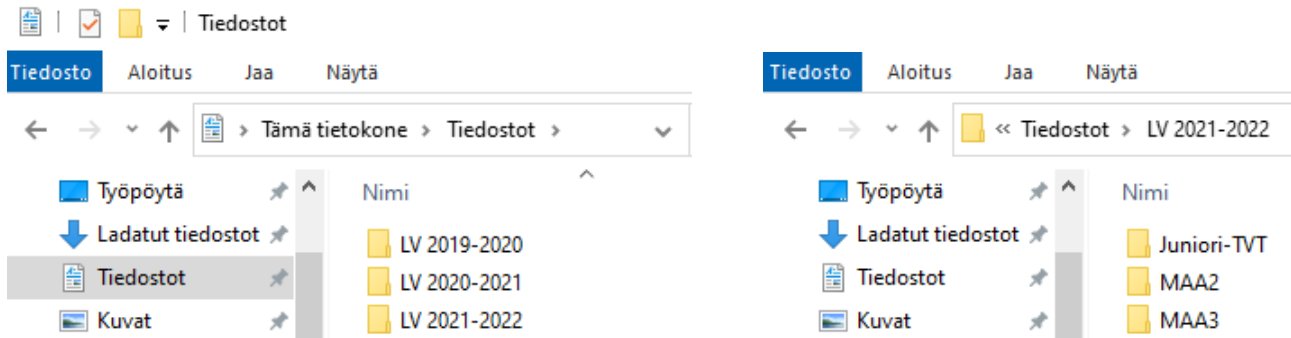 Tiedostot
Tiedosto Aloitus Jaa Näytä
Tämä tietokone Tiedostot
Työpöytä
Ladatut tiedostot
Tiedostot
Kuvat
Nimi
LV 2019-2020
LV 2020-2021
LV 2021-2022
Tiedosto Aloitus Jaa Näytä
« Tiedostot LV 2021-2022
Työpöytä
Ladatut tiedostot
Tiedostot
Kuvat
Nimi
Juniori-TVT
MAA2
MAA3